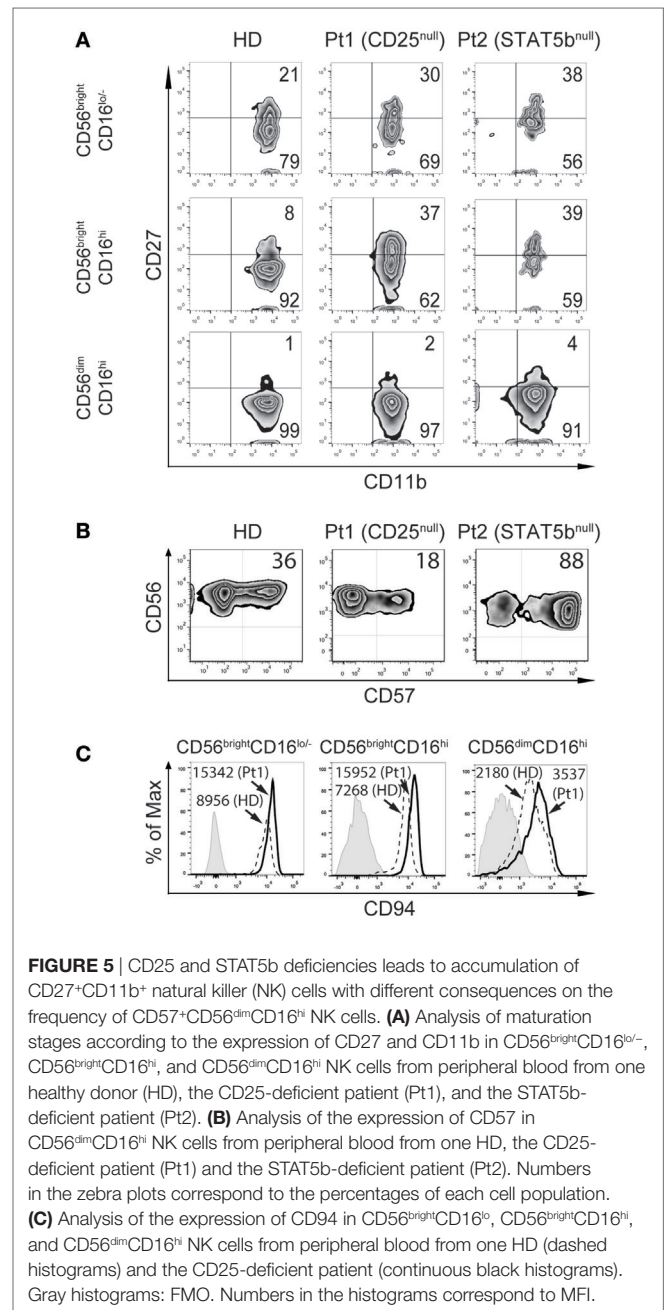 A
HD
Pt1 (CD25null)
Pt2 (STAT5bnull)
CD56bright
CD16lo/-
21
79
30
69
38
56
CD56bright
CD16hi
8
92
37
62
39
59
CD56dim
CD16hi
1
99
2
97
4
91
CD27
CD11b
B
HD
Pt1 (CD25null)
Pt2 (STAT5bnull)
36
18
88
CD56
CD57
C
CD56brightCD16lo/-
CD56brightCD16hi
CD56dimCD16hi
15342 (Pt1)
8956 (HD)
15952 (Pt1)
7268 (HD)
2180 (HD)
3537
(Pt1)
% of Max
CD94
FIGURE 5 | CD25 and STAT5b deficiencies leads to accumulation of
CD27+CD11b+ natural killer (NK) cells with different consequences on the
frequency of CD57+CD56dimCD16hi NK cells. (A) Analysis of maturation
stages according to the expression of CD27 and CD11b in CD56brightCD16lo/−,
CD56brightCD16hi, and CD56dimCD16hi NK cells from peripheral blood from one
healthy donor (HD), the CD25-deficient patient (Pt1), and the STAT5b-
deficient patient (Pt2). (B) Analysis of the expression of CD57 in
CD56dimCD16hi NK cells from peripheral blood from one HD, the CD25-
deficient patient (Pt1) and the STAT5b-deficient patient (Pt2). Numbers
in the zebra plots correspond to the percentages of each cell population.
(C) Analysis of the expression of CD94 in CD56brightCD16lo, CD56brightCD16hi,
and CD56dimCD16hi NK cells from peripheral blood from one HD (dashed
histograms) and the CD25-deficient patient (continuous black histograms).
Gray histograms: FMO. Numbers in the histograms correspond to MFI.